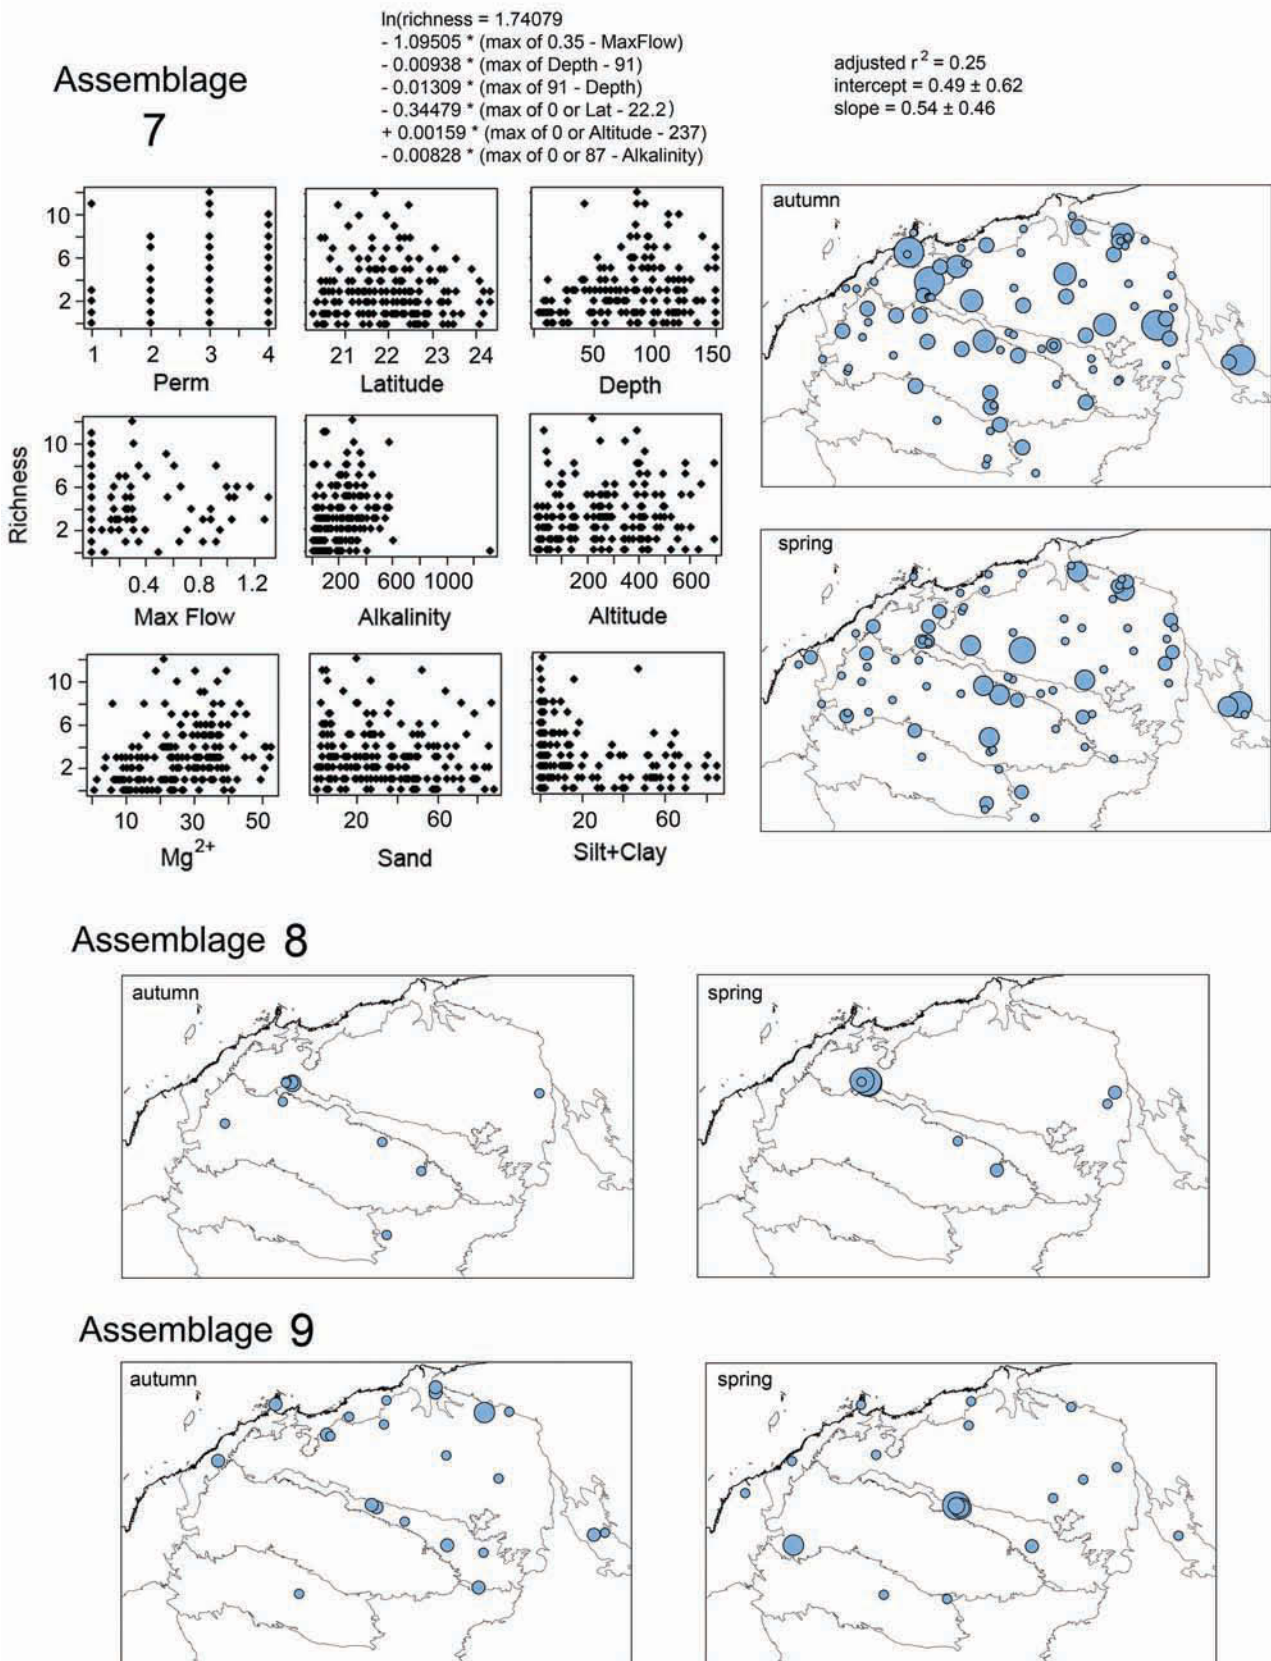 Assemblage
7
ln(richness = 1.74079
- 1.09505 * (max of 0.35 - MaxFlow)
- 0.00938 * (max of Depth - 91)
- 0.01309 * (max of 91 - Depth)
- 0.34479 * (max of 0 or Lat - 22.2)
+ 0.00159 * (max of 0 or Altitude - 237)
- 0.00828 * (max of 0 or 87 - Alkalinity)
adjusted r² = 0.25
intercept = 0.49 ± 0.62
slope = 0.54 ± 0.46
Richness
10
6
2
1 2 3 4
Perm
21 22 23 24
Latitude
50 100 150
Depth
10
6
2
0.4 0.8 1.2
Max Flow
200 600 1000
Alkalinity
200 400 600
Altitude
10
6
2
10 30 50
Mg²⁺
20 60
Sand
20 60
Silt+Clay
autumn
spring
Assemblage 8
autumn
spring
Assemblage 9
autumn
spring